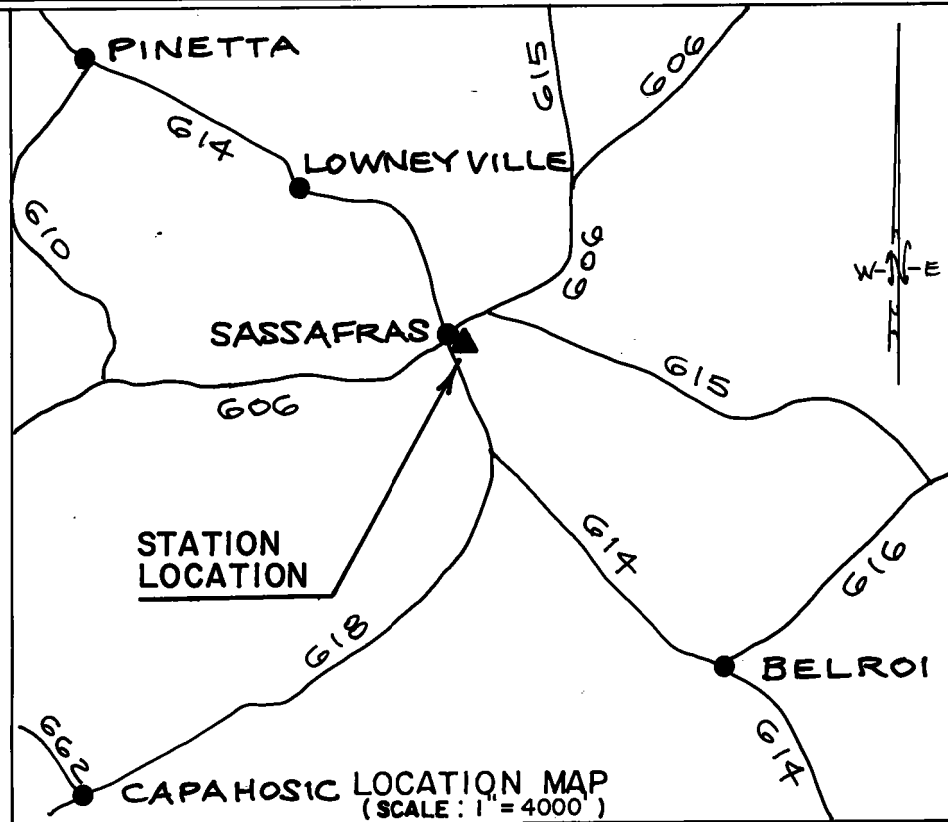 PINETTA
615
606
614
LOWNEYVILLE
610
606
W-N-E
SASSAFRAS
615
606
STATION
LOCATION
614
616
618
BELROI
662
614
CAPAHOSIC
LOCATION MAP
(SCALE: 1" = 4000')